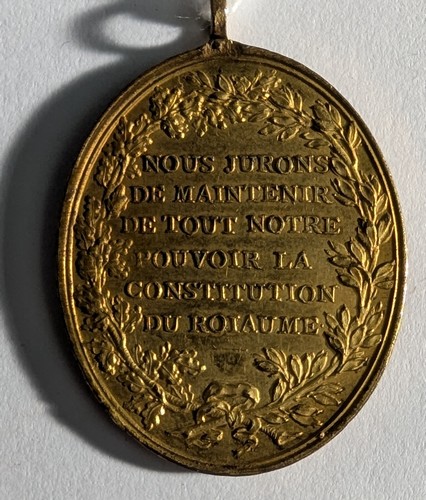 NOUS JURONS
DE MAINTENIR
DE TOUT NOTRE
POUVOIR LA
CONSTITUTION
DU ROIAUME